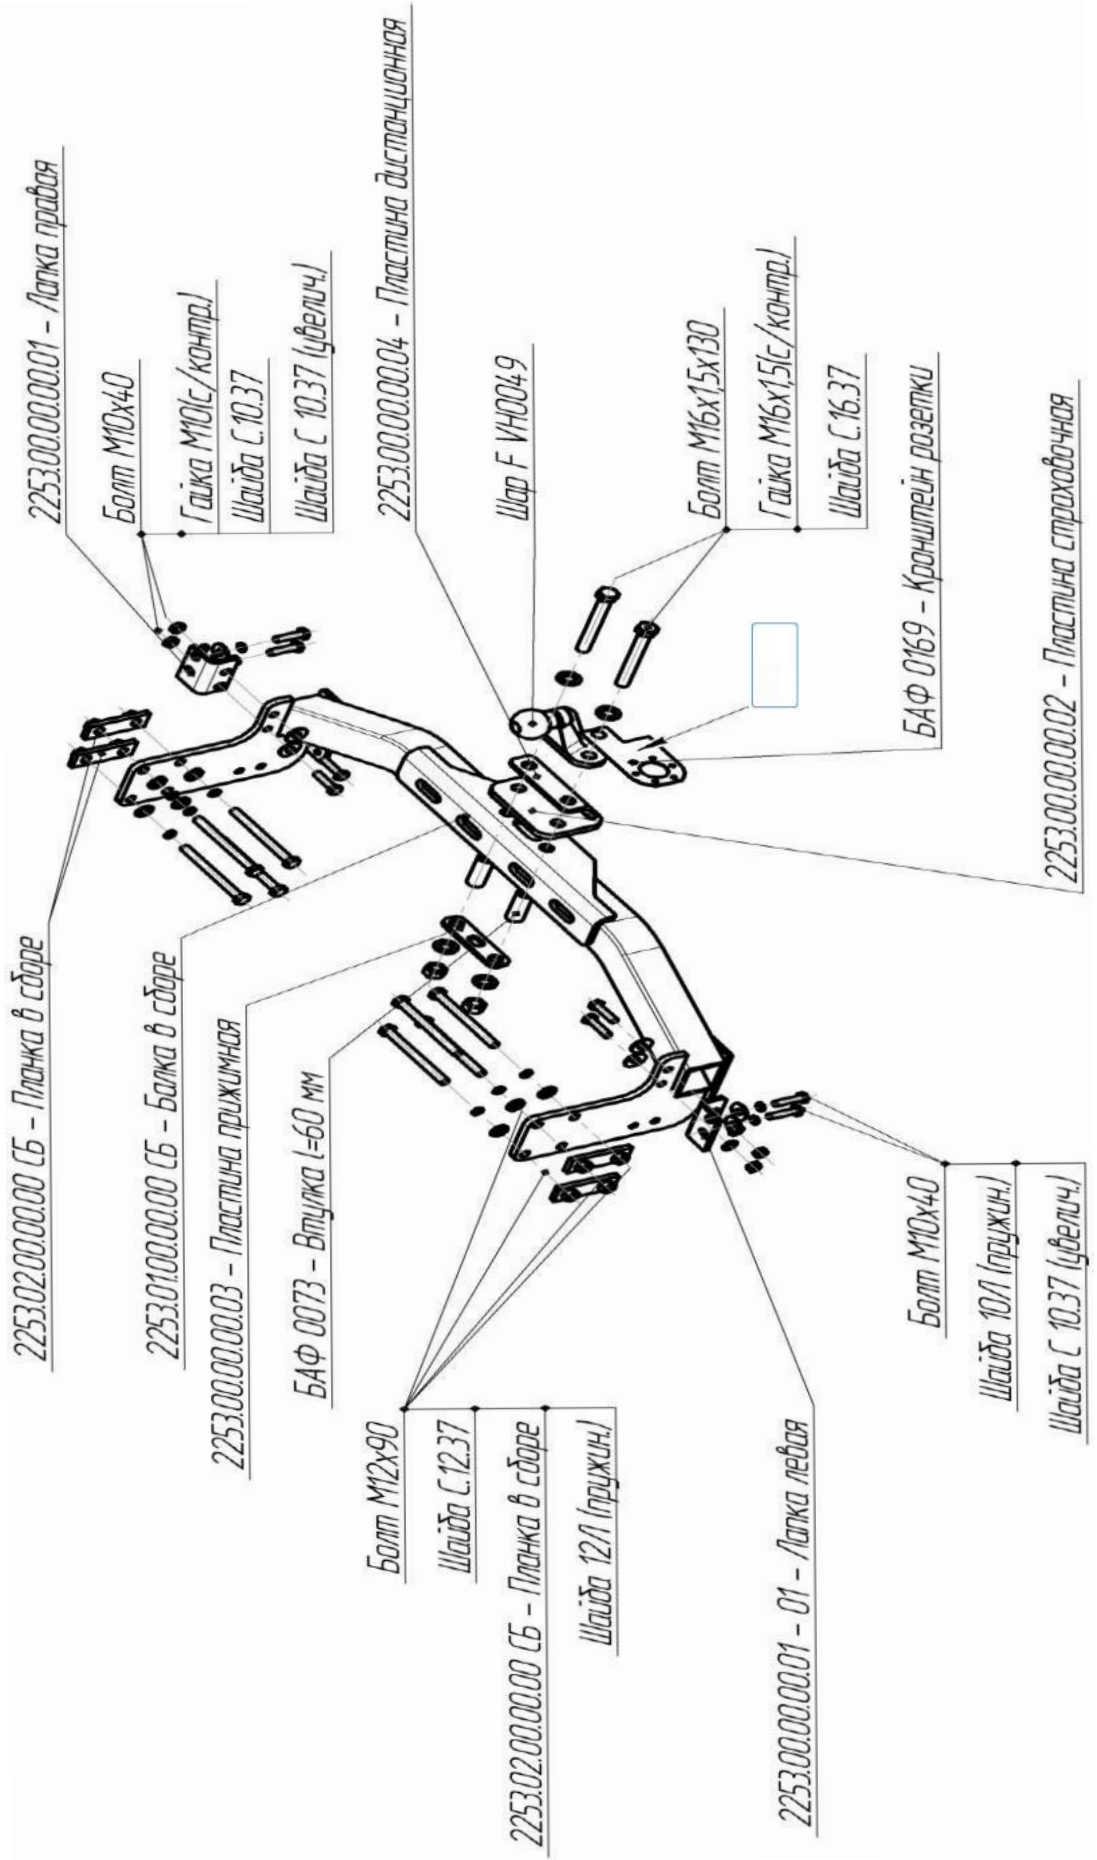 2253.02.00.00.00 СБ - Планка в сборе
2253.01.00.00.00 СБ - Балка в сборе
2253.00.00.00.03 - Пластина прижимная
БАФ 0073 - Втулка l=60 мм
Болт М12х90
Шайба С.12.37
2253.02.00.00.00 СБ - Планка в сборе
Шайба 12Л (пружин.)
2253.00.00.00.01 - 01 - Лапка левая
2253.00.00.00.01 - Лапка правая
Болт М10х40
Гайка М10(с/контр.)
Шайба С.10.37
Шайба С 10.37 (увелич.)
2253.00.00.00.04 - Пластина дистанционная
Шар F VH0049
Болт М16х1,5х130
Гайка М16х1,5(с/контр.)
Шайба С.16.37
БАФ 0169 - Кронштейн розетки
2253.00.00.00.02 - Пластина страховочная
Болт М10х40
Шайба 10Л (пружин.)
Шайба С 10.37 (увелич.)